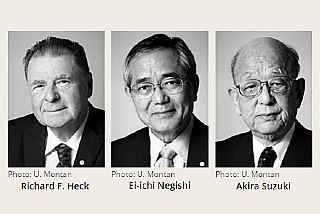 Photo: U. Montan
Photo: U. Montan
Photo: U. Montan
Richard F. Heck
Ei-ichi Negishi
Akira Suzuki